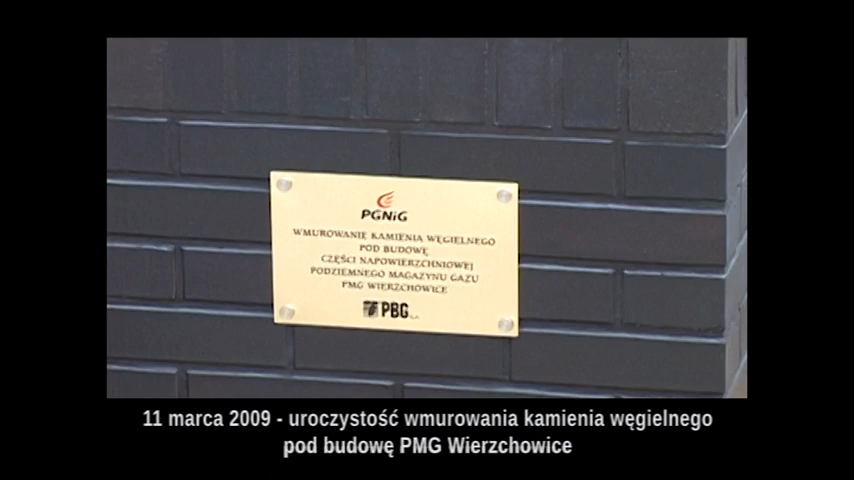 PGNiG
WMUROWANIE KAMIENIA WĘGIELNEGO
POD BUDOWĘ
CZĘŚCI NAPOWIERZCHNIOWEJ
PODZIEMNEGO MAGAZYNU GAZU
PMG WIERZCHOWICE
PBG S.A.
11 marca 2009 - uroczystość wmurowania kamienia węgielnego
pod budowę PMG Wierzchowice